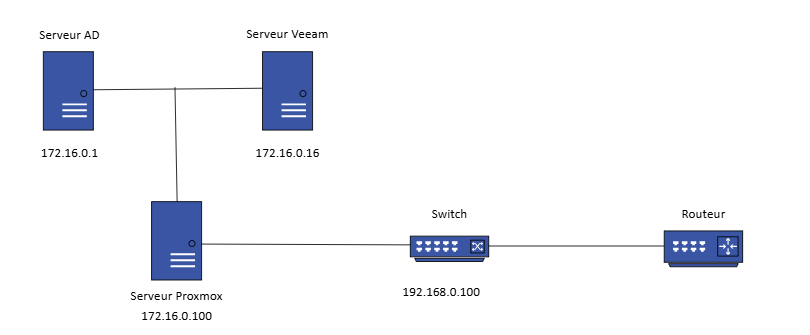 Serveur AD
Serveur Veeam
172.16.0.1
172.16.0.16
Switch
Routeur
192.168.0.100
Serveur Proxmox
172.16.0.100